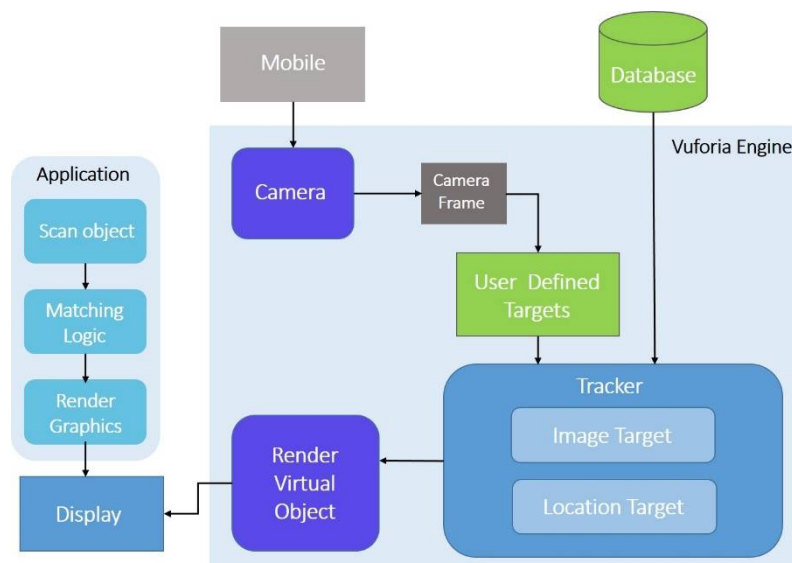 Mobile
Database
Vuforia Engine
Application
Scan object
Matching
Logic
Render
Graphics
Display
Camera
Camera
Frame
User Defined
Targets
Tracker
Image Target
Location Target
Render
Virtual
Object